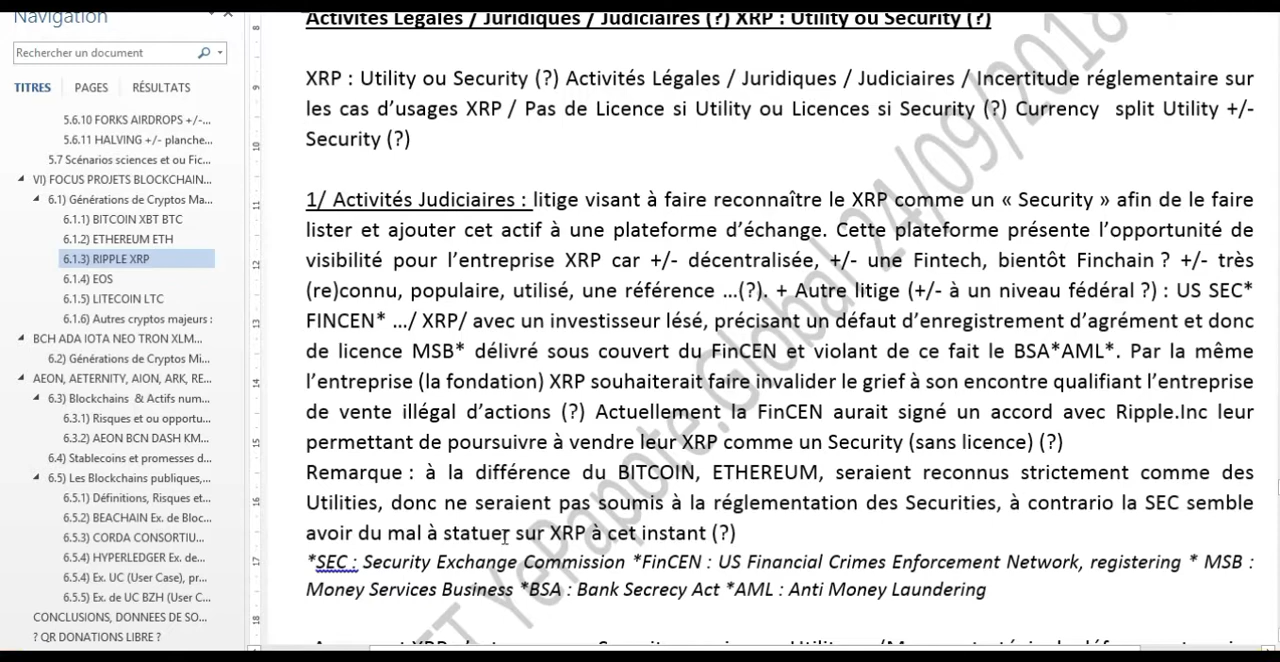 Navigation
Rechercher un document
TITRES PAGES RÉSULTATS
5.6.10 FORKS AIRDROPS +/-...
5.6.11 HALVING +/- planche...
5.7 Scénarios sciences et ou Fic...
VI) FOCUS PROJETS BLOCKCHAIN...
6.1) Générations de Cryptos Ma...
6.1.1) BITCOIN XBT BTC
6.1.2) ETHEREUM ETH
6.1.3) RIPPLE XRP
6.1.4) EOS
6.1.5) LITECOIN LTC
6.1.6) Autres cryptos majeurs :
BCH ADA IOTA NEO TRON XLM...
6.2) Générations de Cryptos Mi...
AEON, AETERNITY, AION, ARK, RE...
6.3) Blockchains & Actifs num...
6.3.1) Risques et ou opportu...
6.3.2) AEON BCN DASH KM...
6.4) Stablecoins et promesses d...
6.5) Les Blockchains publiques,...
6.5.1) Définitions, Risques et...
6.5.2) BEACHAIN Ex. de Bloc...
6.5.3) CORDA CONSORTIU...
6.5.4) HYPERLEDGER Ex. de...
6.5.4) Ex. UC (User Case), pr...
6.5.5) Ex. de UC BZH (User C...
CONCLUSIONS, DONNEES DE SO...
? QR DONATIONS LIBRE ?
8
9
10
11
12
13
14
15
16
17
18
Activités Légales / Juridiques / Judiciaires (?) XRP : Utility ou Security (?)
XRP : Utility ou Security (?) Activités Légales / Juridiques / Judiciaires / Incertitude réglementaire sur
les cas d'usages XRP / Pas de Licence si Utility ou Licences si Security (?) Currency split Utility +/-
Security (?)
1/ Activités Judiciaires : litige visant à faire reconnaître le XRP comme un « Security » afin de le faire
lister et ajouter cet actif à une plateforme d'échange. Cette plateforme présente l'opportunité de
visibilité pour l'entreprise XRP car +/- décentralisée, +/- une Fintech, bientôt Finchain ? +/- très
(re)connu, populaire, utilisé, une référence ...(?). + Autre litige (+/- à un niveau fédéral ?) : US SEC*
FINCEN* .../ XRP/ avec un investisseur lésé, précisant un défaut d'enregistrement d'agrément et donc
de licence MSB* délivré sous couvert du FinCEN et violant de ce fait le BSA*AML*. Par la même
l'entreprise (la fondation) XRP souhaiterait faire invalider le grief à son encontre qualifiant l'entreprise
de vente illégal d'actions (?) Actuellement la FinCEN aurait signé un accord avec Ripple.Inc leur
permettant de poursuivre à vendre leur XRP comme un Security (sans licence) (?)
Remarque : à la différence du BITCOIN, ETHEREUM, seraient reconnus strictement comme des
Utilities, donc ne seraient pas soumis à la réglementation des Securities, à contrario la SEC semble
avoir du mal à statuer sur XRP à cet instant (?)
*SEC : Security Exchange Commission *FinCEN : US Financial Crimes Enforcement Network, registering * MSB :
Money Services Business *BSA : Bank Secrecy Act *AML : Anti Money Laundering
YePapote.Global 24/09/2018